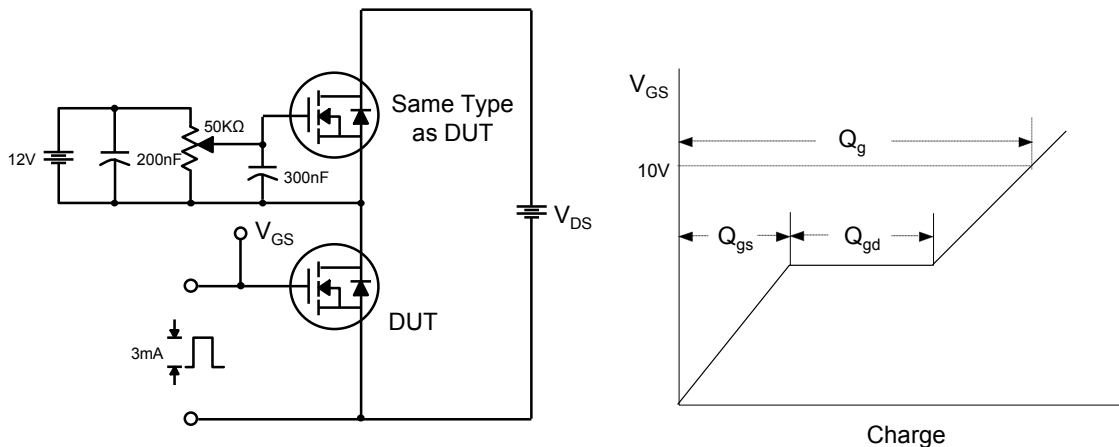 Same Type
as DUT
50KΩ
12V
200nF
300nF
V_GS
V_DS
DUT
3mA
V_GS
Q_g
10V
Q_gs
Q_gd
Charge